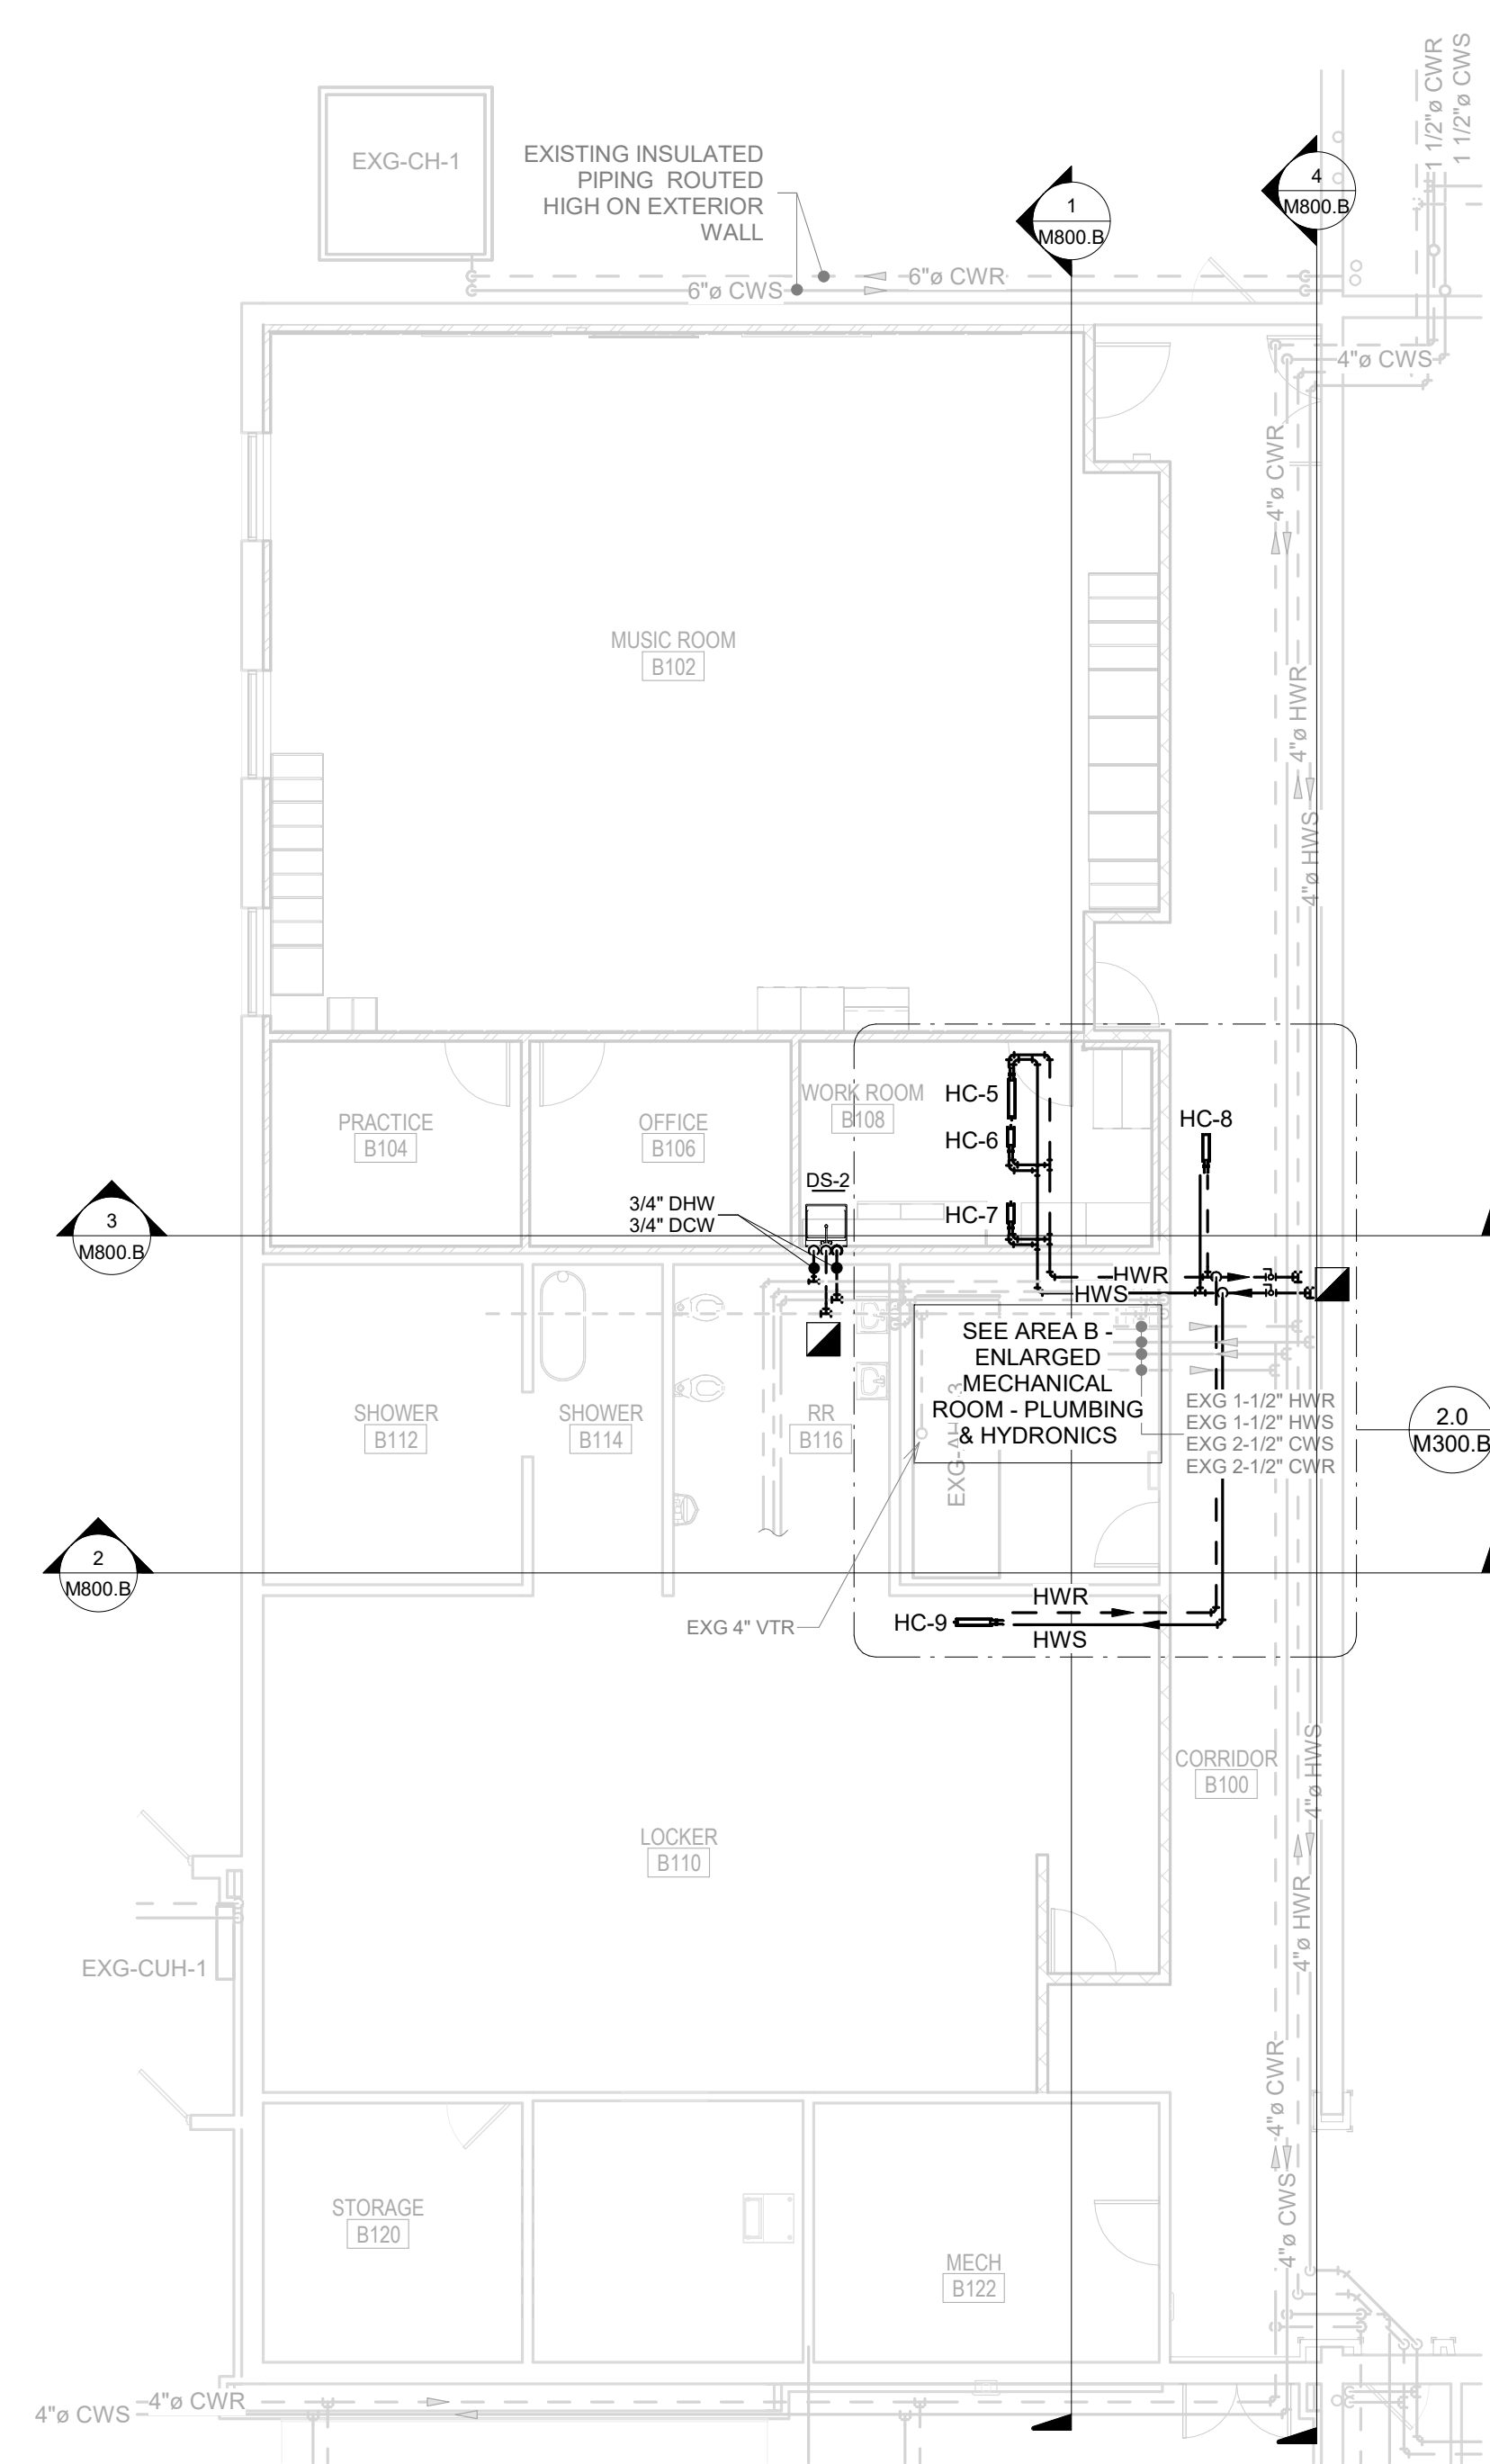 1 1/2"ø CWR
1 1/2"ø CWS
EXG-CH-1
EXISTING INSULATED
PIPING ROUTED
HIGH ON EXTERIOR
WALL
1
M800.B
4
M800.B
6"ø CWR
6"ø CWS
4"ø CWS
4"ø CWR
4"ø HWR
4"ø HWS
MUSIC ROOM
B102
PRACTICE
B104
OFFICE
B106
WORK ROOM
B108
HC-5
HC-6
HC-7
HC-8
DS-2
3/4" DHW
3/4" DCW
3
M800.B
HWR
HWS
SEE AREA B -
ENLARGED
MECHANICAL
ROOM - PLUMBING
& HYDRONICS
EXG 1-1/2" HWR
EXG 1-1/2" HWS
EXG 2-1/2" CWS
EXG 2-1/2" CWR
2.0
M300.B
SHOWER
B112
SHOWER
B114
RR
B116
2
M800.B
EXG 4" VTR
HC-9
HWR
HWS
4"ø HWS
CORRIDOR
B100
LOCKER
B110
4"ø HWR
EXG-CUH-1
4"ø CWR
4"ø CWS
STORAGE
B120
MECH
B122
4"ø CWR
4"ø CWS